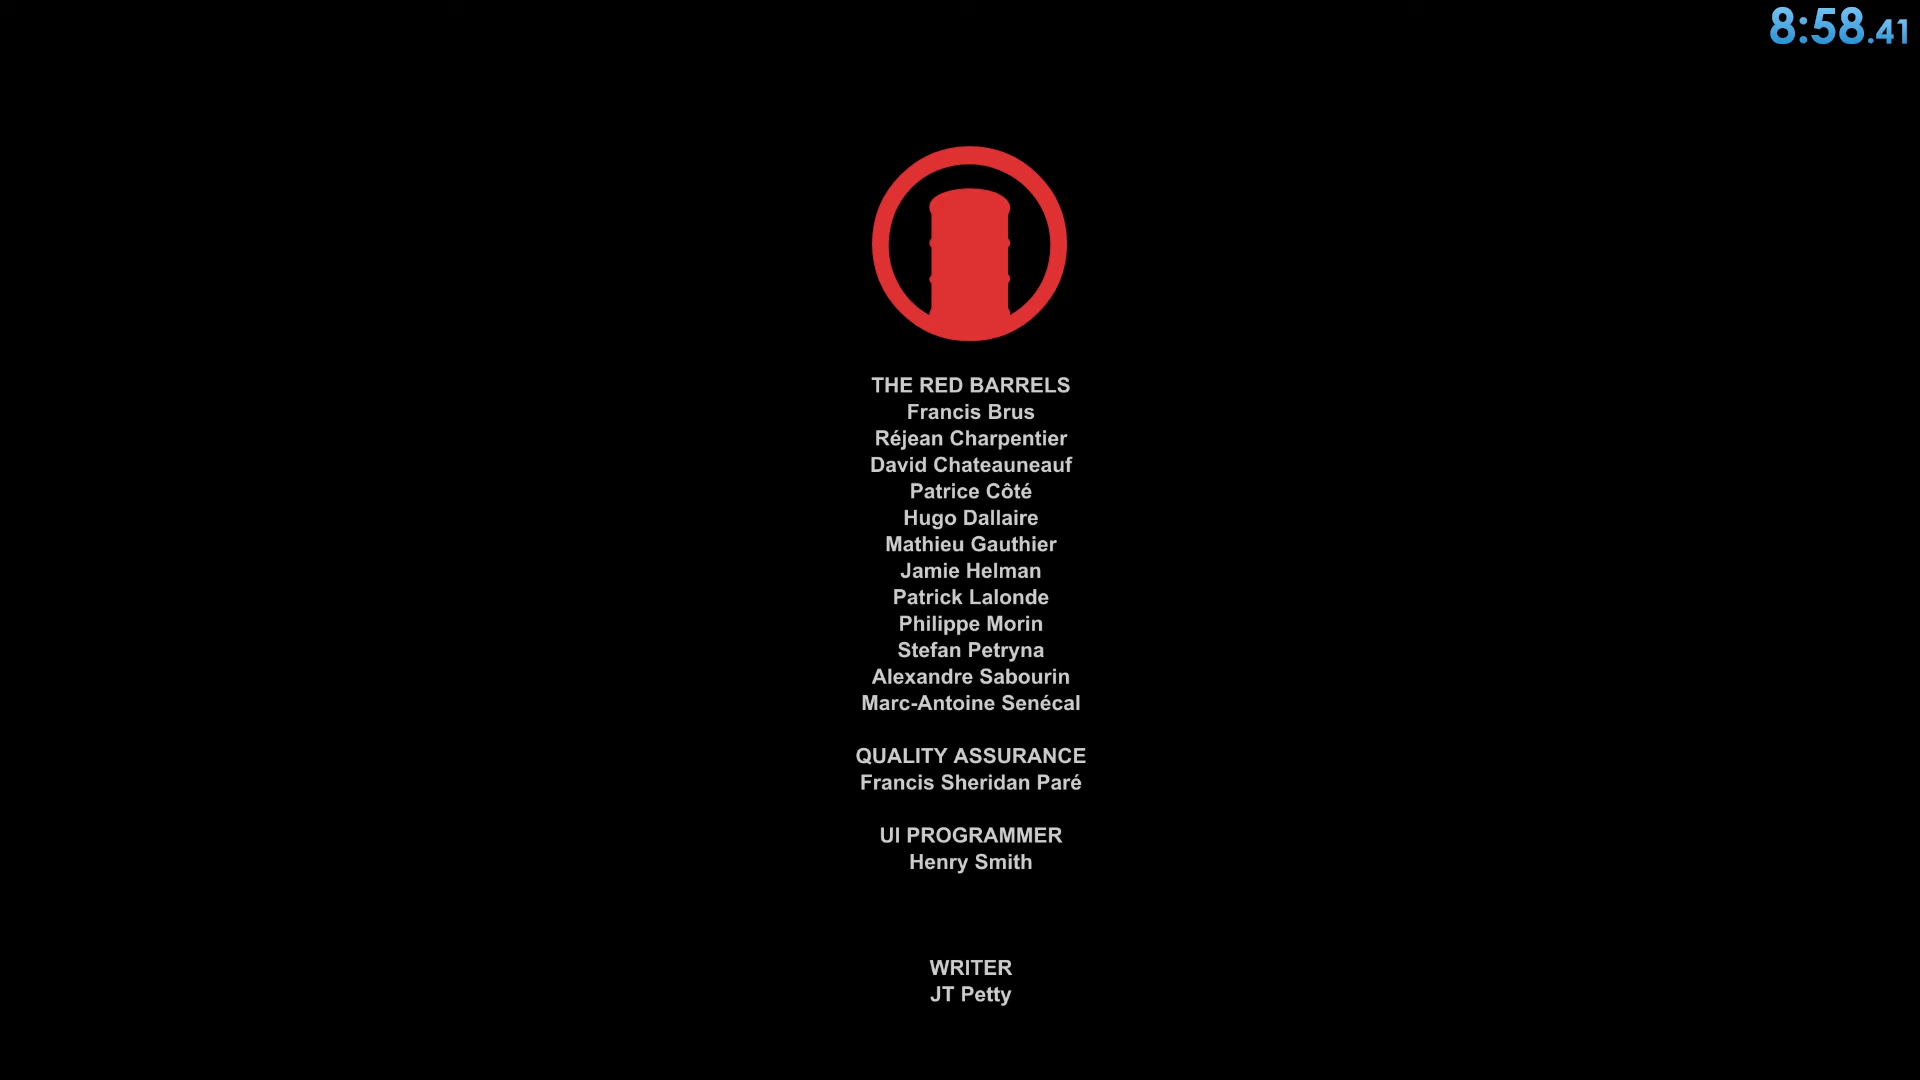 8:58.41
THE RED BARRELS
Francis Brus
Réjean Charpentier
David Chateauneuf
Patrice Côté
Hugo Dallaire
Mathieu Gauthier
Jamie Helman
Patrick Lalonde
Philippe Morin
Stefan Petryna
Alexandre Sabourin
Marc-Antoine Senécal
QUALITY ASSURANCE
Francis Sheridan Paré
UI PROGRAMMER
Henry Smith
WRITER
JT Petty